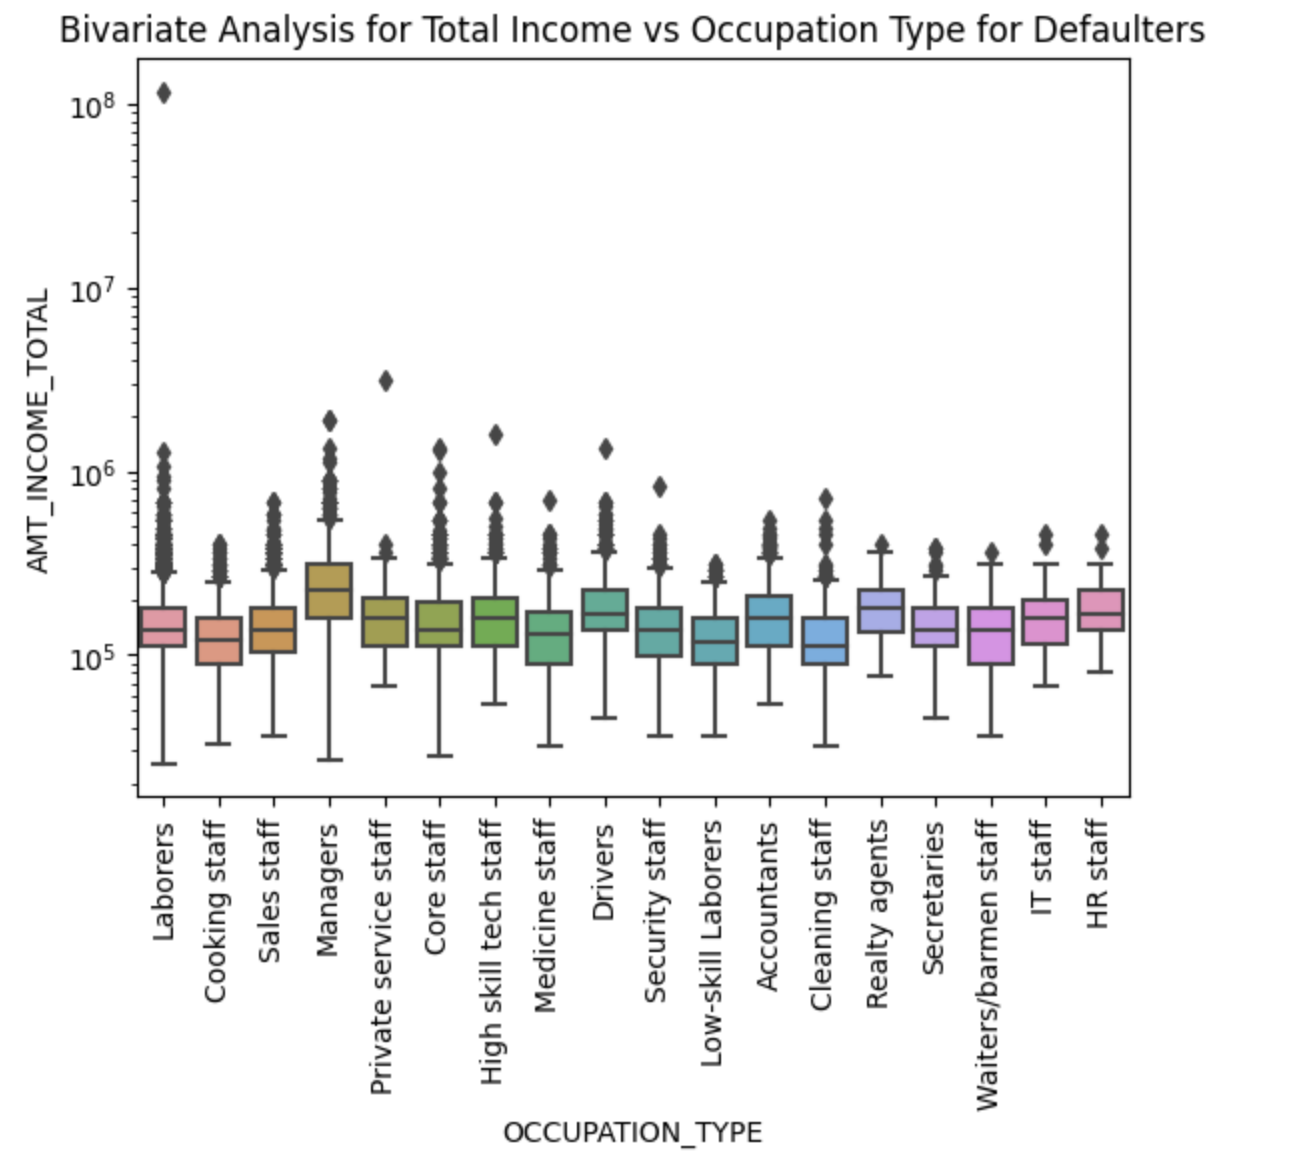 Bivariate Analysis for Total Income vs Occupation Type for Defaulters
AMT_INCOME_TOTAL
10⁸
10⁷
10⁶
10⁵
Laborers
Cooking staff
Sales staff
Managers
Private service staff
Core staff
High skill tech staff
Medicine staff
Drivers
Security staff
Low-skill Laborers
Accountants
Cleaning staff
Realty agents
Secretaries
Waiters/barmen staff
IT staff
HR staff
OCCUPATION_TYPE